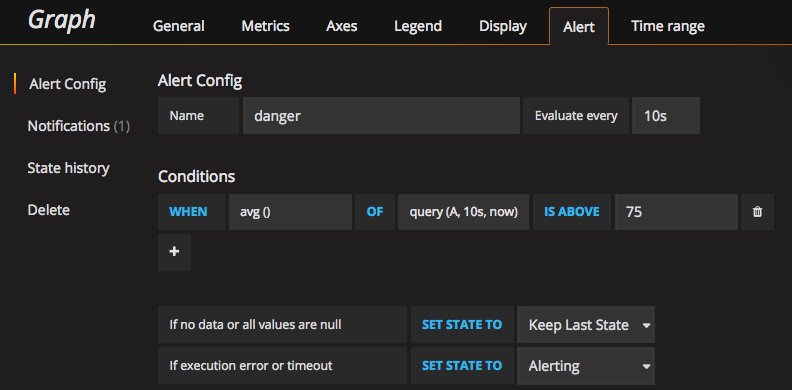 Graph General Metrics Axes Legend Display Alert Time range
Alert Config
Notifications (1)
State history
Delete
Alert Config
Name danger Evaluate every 10s
Conditions
WHEN avg () OF query (A, 10s, now) IS ABOVE 75
+
If no data or all values are null SET STATE TO Keep Last State
If execution error or timeout SET STATE TO Alerting